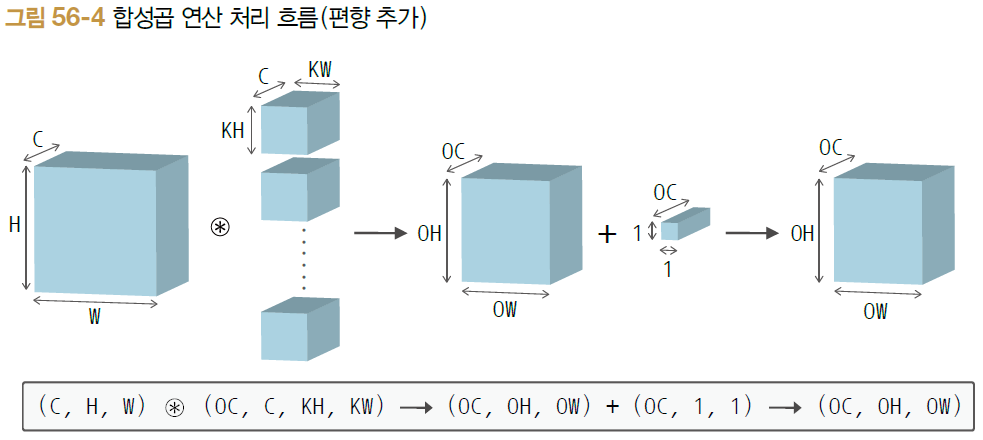 그림 56-4 합성곱 연산 처리 흐름(편향 추가)
C
KW
KH
C
H
W
⊛
OC
OH
OW
+
OC
1
1
OC
OH
OW
(C, H, W) ⊛ (OC, C, KH, KW) → (OC, OH, OW) + (OC, 1, 1) → (OC, OH, OW)